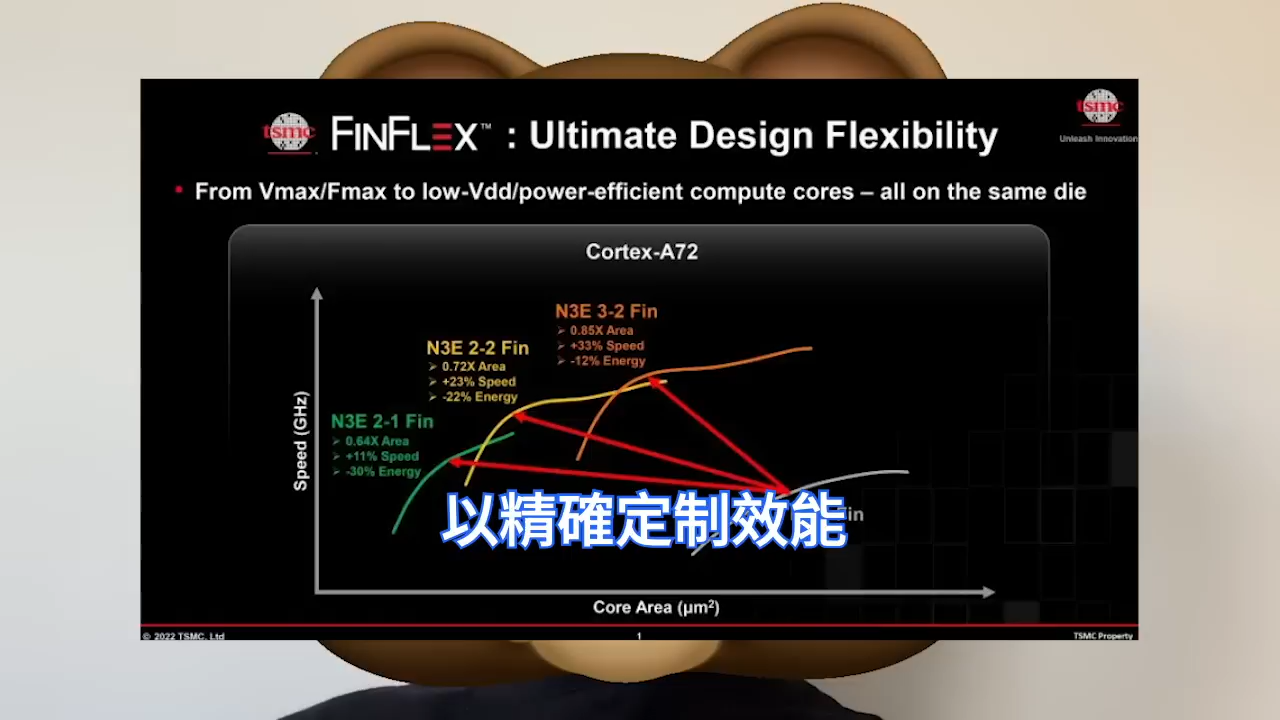 tsmc FINFLEX™ : Ultimate Design Flexibility
tsmc
Unleash Innovation
• From Vmax/Fmax to low-Vdd/power-efficient compute cores – all on the same die
Cortex-A72
N3E 3-2 Fin
➢ 0.85X Area
➢ +33% Speed
➢ -12% Energy
N3E 2-2 Fin
➢ 0.72X Area
➢ +23% Speed
➢ -22% Energy
N3E 2-1 Fin
➢ 0.64X Area
➢ +11% Speed
➢ -30% Energy
Speed (GHz)
以精確定制效能
Core Area (μm²)
© 2022 TSMC, Ltd
1
TSMC Property